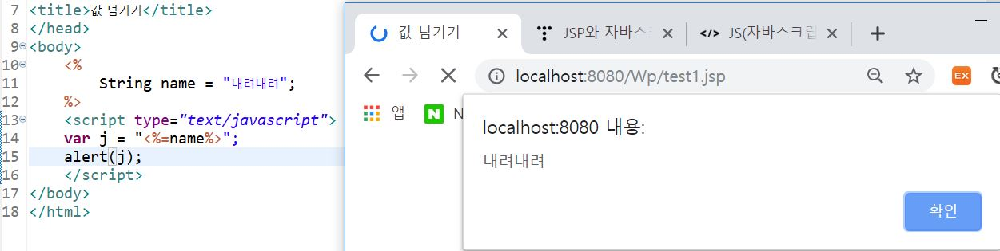 7 <title>값 넘기기</title>
8 </head>
9 <body>
10 <%
11 String name = "내려내려";
12 %>
13 <script type="text/javascript">
14 var j = "<%=name%>";
15 alert(j);
16 </script>
17 </body>
18 </html>
값 넘기기
JSP와 자바스크
</> JS(자바스크립
localhost:8080/Wp/test1.jsp
EX
앱
N N
localhost:8080 내용:
내려내려
확인